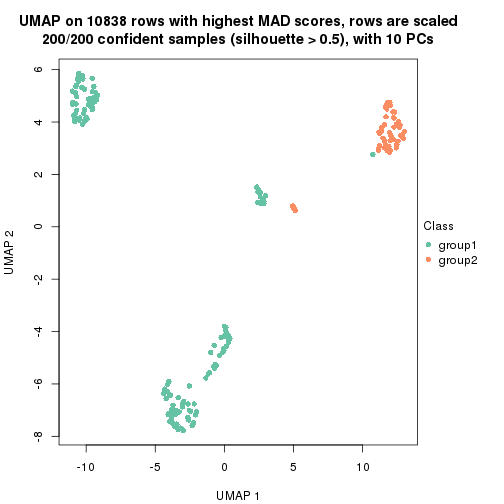 UMAP on 10838 rows with highest MAD scores, rows are scaled
200/200 confident samples (silhouette > 0.5), with 10 PCs
6
4
2
0
-2
-4
-6
-8
UMAP 2
-10
-5
0
5
10
UMAP 1
Class
group1
group2